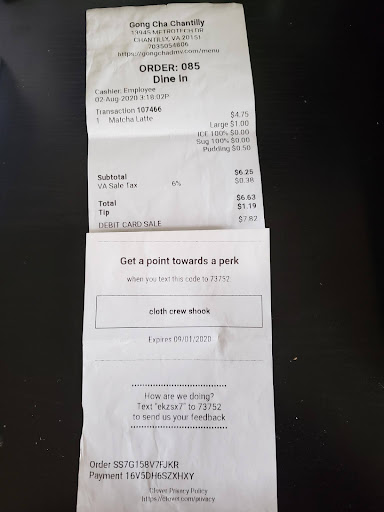 Gong Cha Chantilly
13945 METROTECH DR
CHANTILLY, VA 20151
7035054806
https://gongchadmv.com/menu
ORDER: 085
Dine In
Cashier: Employee
02-Aug-2020 3:18:02P
Transaction 107466
1 Matcha Latte $4.75
Large $1.00
ICE 100% $0.00
Sug 100% $0.00
Pudding $0.50
Subtotal $6.25
VA Sale Tax 6% $0.38
Total $6.63
Tip $1.19
DEBIT CARD SALE $7.82
Get a point towards a perk
when you text this code to 73752
cloth crew shook
Expires 09/01/2020
How are we doing?
Text "ekzsx7" to 73752
to send us your feedback
Order SS7G158V7FJKR
Payment 16V5DH6SZXHXY
Clover Privacy Policy
https://clover.com/privacy